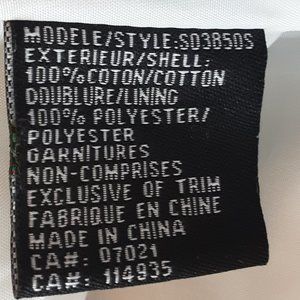 MODELE/STYLE:S03850S
EXTERIEUR/SHELL:
100%COTON/COTTON
DOUBLURE/LINING
100% POLYESTER/
POLYESTER
GARNITURES
NON-COMPRISES
EXCLUSIVE OF TRIM
FABRIQUE EN CHINE
MADE IN CHINA
CA#: 07021
CA#: 114935